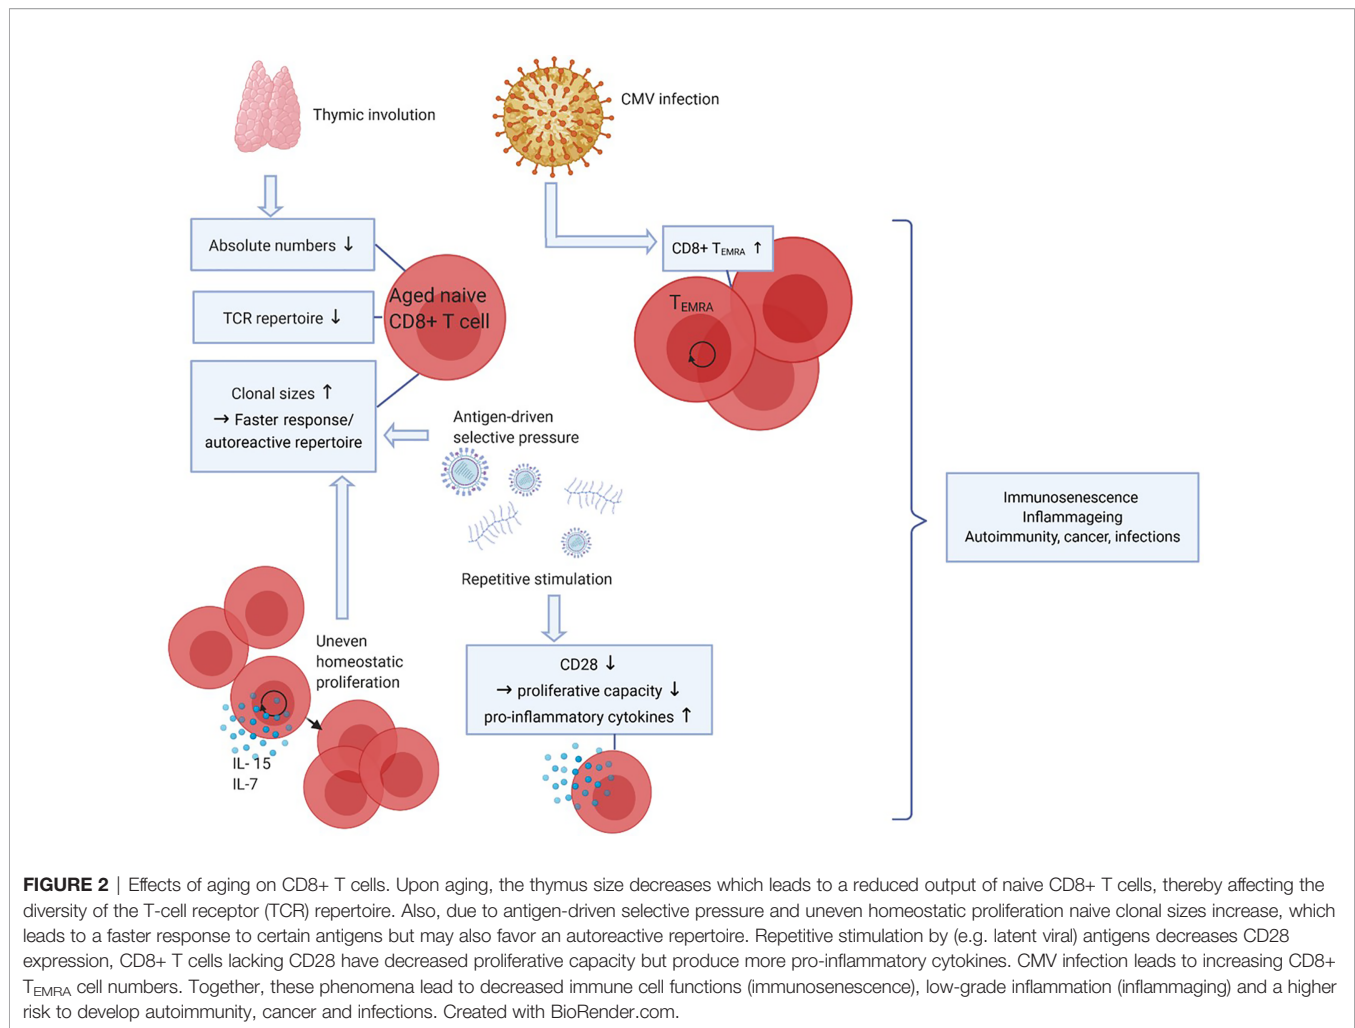 Thymic involution
CMV infection
Absolute numbers ↓
CD8+ TEMRA ↑
TCR repertoire ↓
Aged naive
CD8+ T cell
TEMRA
Clonal sizes ↑
→ Faster response/
autoreactive repertoire
Antigen-driven
selective pressure
Repetitive stimulation
Immunosenescence
Inflammageing
Autoimmunity, cancer, infections
Uneven
homeostatic
proliferation
IL- 15
IL-7
CD28 ↓
→ proliferative capacity ↓
pro-inflammatory cytokines ↑
FIGURE 2 | Effects of aging on CD8+ T cells. Upon aging, the thymus size decreases which leads to a reduced output of naive CD8+ T cells, thereby affecting the
diversity of the T-cell receptor (TCR) repertoire. Also, due to antigen-driven selective pressure and uneven homeostatic proliferation naive clonal sizes increase, which
leads to a faster response to certain antigens but may also favor an autoreactive repertoire. Repetitive stimulation by (e.g. latent viral) antigens decreases CD28
expression, CD8+ T cells lacking CD28 have decreased proliferative capacity but produce more pro-inflammatory cytokines. CMV infection leads to increasing CD8+
TEMRA cell numbers. Together, these phenomena lead to decreased immune cell functions (immunosenescence), low-grade inflammation (inflammaging) and a higher
risk to develop autoimmunity, cancer and infections. Created with BioRender.com.